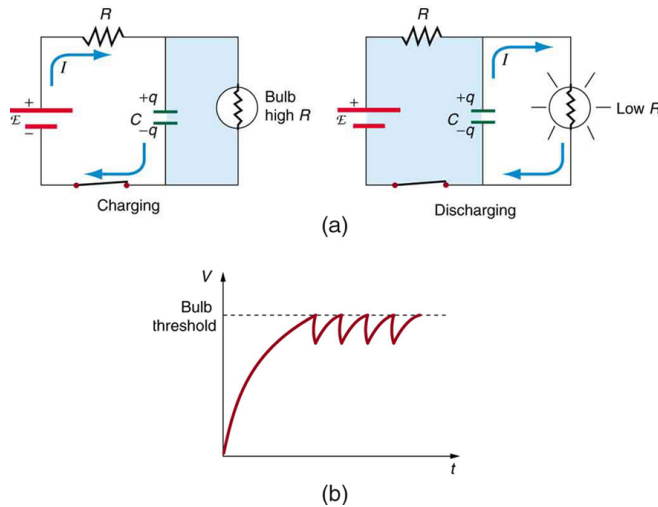 R
I
+
ℰ
–
+q
C
–q
Bulb
high R
Charging
R
I
+
ℰ
–
+q
C
–q
Low R
Discharging
(a)
V
Bulb
threshold
t
(b)